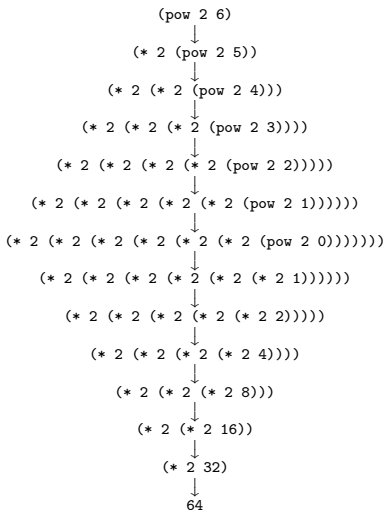 (pow 2 6)
(* 2 (pow 2 5))
(* 2 (* 2 (pow 2 4)))
(* 2 (* 2 (* 2 (pow 2 3))))
(* 2 (* 2 (* 2 (* 2 (pow 2 2)))))
(* 2 (* 2 (* 2 (* 2 (* 2 (pow 2 1))))))
(* 2 (* 2 (* 2 (* 2 (* 2 (* 2 (pow 2 0)))))))
(* 2 (* 2 (* 2 (* 2 (* 2 (* 2 1))))))
(* 2 (* 2 (* 2 (* 2 (* 2 2)))))
(* 2 (* 2 (* 2 (* 2 4))))
(* 2 (* 2 (* 2 8)))
(* 2 (* 2 16))
(* 2 32)
64